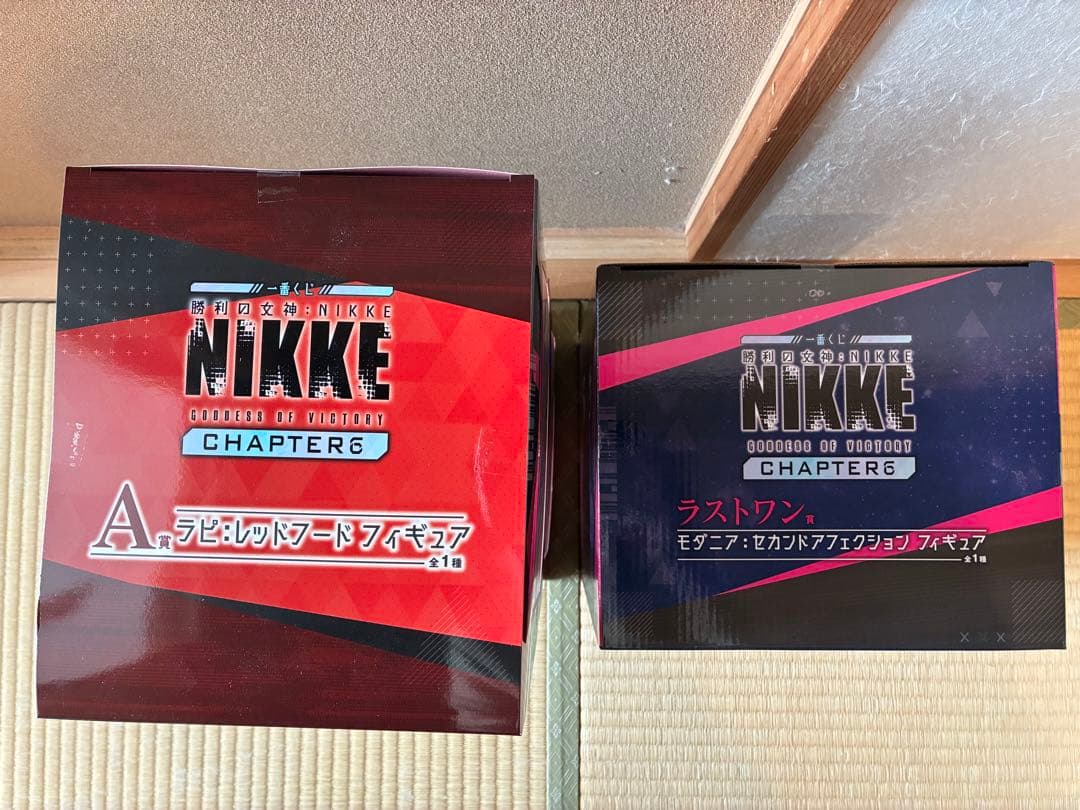 一番くじ
勝利の女神:NIKKE
NIKKE
GODDESS OF VICTORY
CHAPTER6
A賞 ラピ:レッドフード フィギュア
全1種
一番くじ
勝利の女神:NIKKE
NIKKE
GODDESS OF VICTORY
CHAPTER6
ラストワン賞
モダニア:セカンドアフェクション フィギュア
全1種
X X X